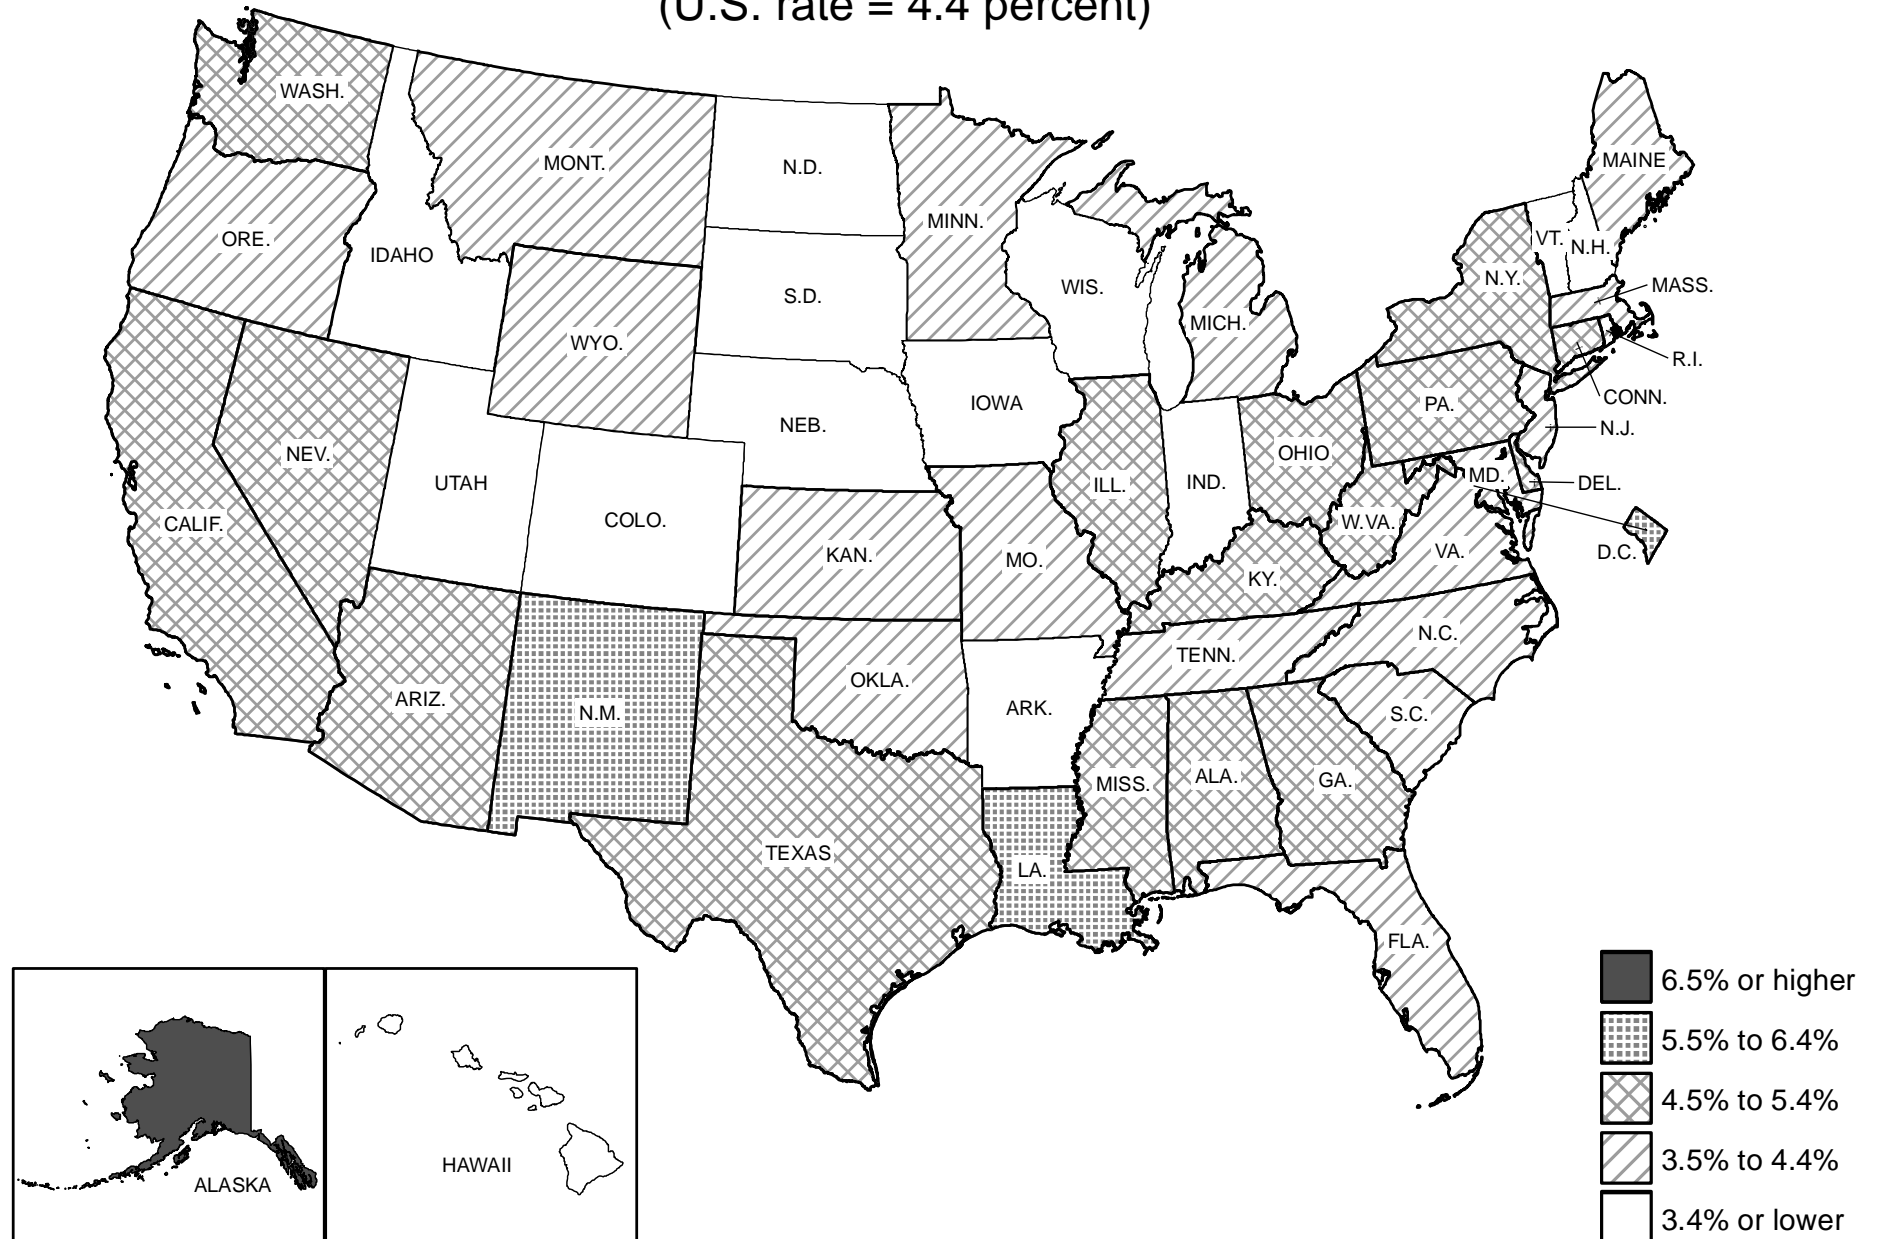 (U.S. rate = 4.4 percent)
WASH.
MONT.
N.D.
MINN.
MAINE
ORE.
IDAHO
WIS.
VT.
N.H.
N.Y.
MASS.
S.D.
WYO.
MICH.
R.I.
CONN.
IOWA
PA.
N.J.
NEB.
NEV.
UTAH
OHIO
ILL.
IND.
MD.
DEL.
CALIF.
COLO.
W.VA.
KAN.
MO.
VA.
D.C.
KY.
N.C.
TENN.
OKLA.
ARIZ.
N.M.
ARK.
S.C.
MISS.
ALA.
GA.
TEXAS
LA.
FLA.
ALASKA
HAWAII
6.5% or higher
5.5% to 6.4%
4.5% to 5.4%
3.5% to 4.4%
3.4% or lower